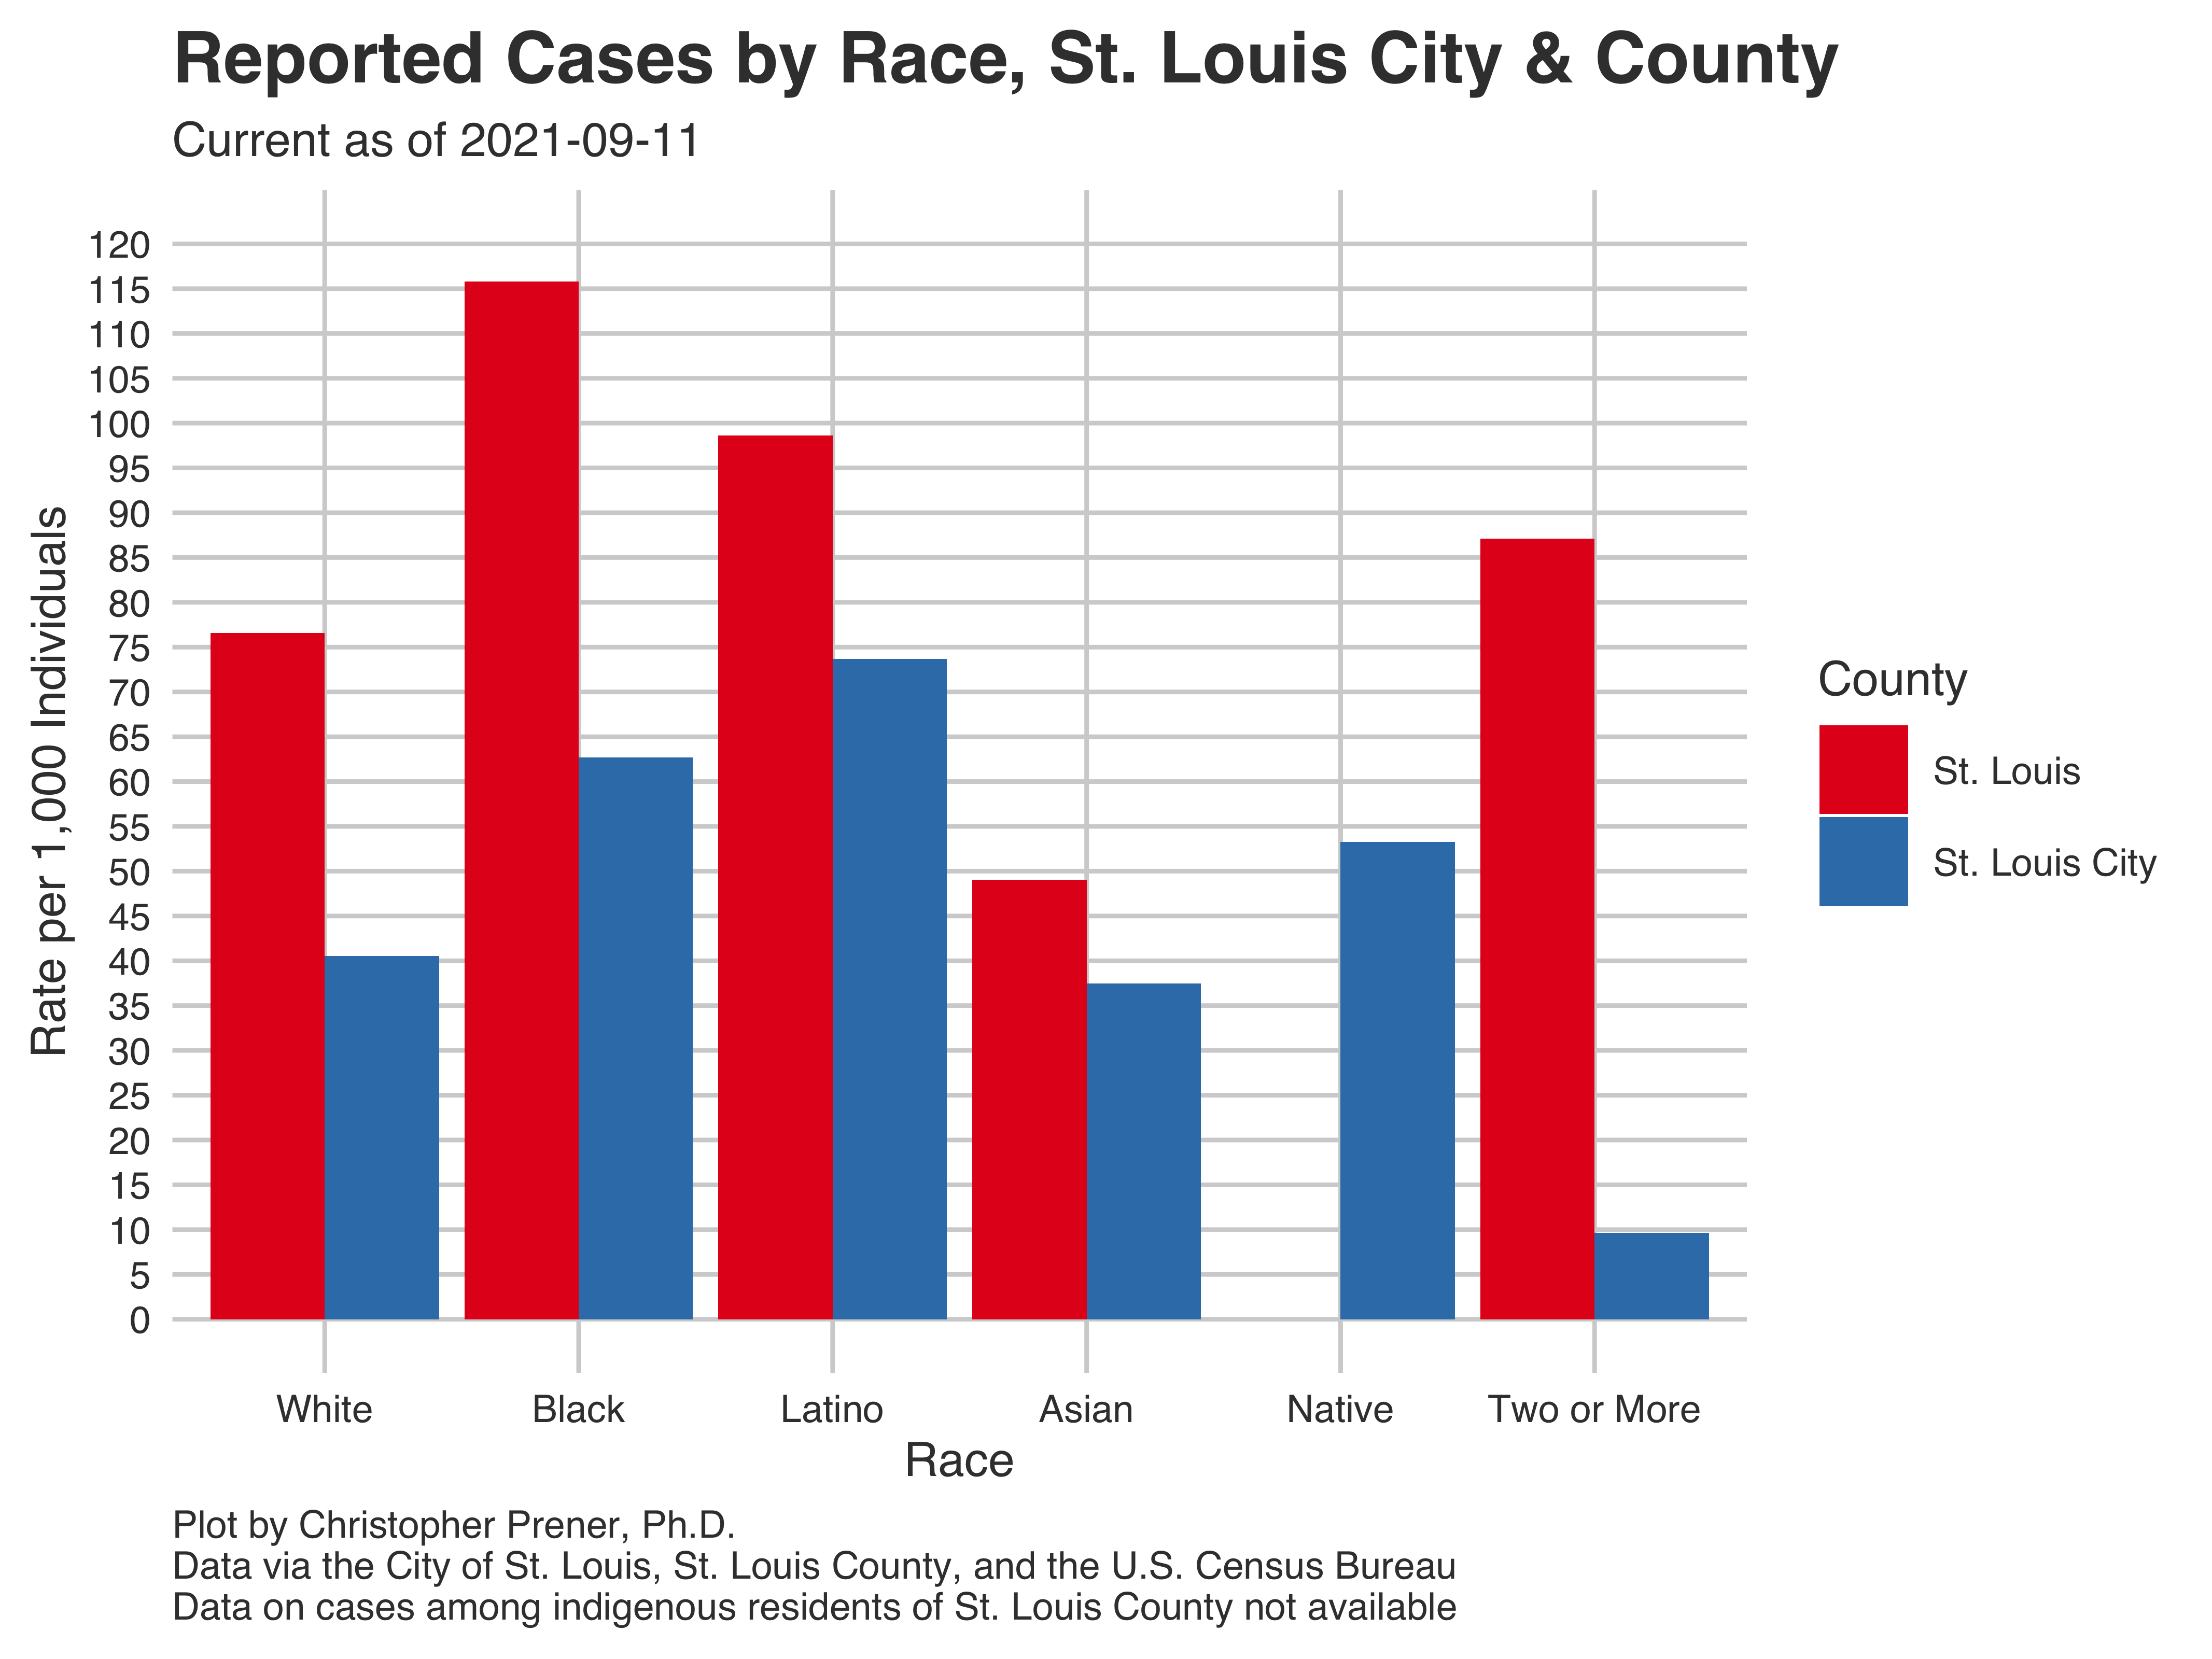 Reported Cases by Race, St. Louis City & County
Current as of 2021-09-11
120
115
110
105
100
95
90
85
80
75
70
65
60
55
50
45
40
35
30
25
20
15
10
5
0
Rate per 1,000 Individuals
White Black Latino Asian Native Two or More
Race
County
St. Louis
St. Louis City
Plot by Christopher Prener, Ph.D.
Data via the City of St. Louis, St. Louis County, and the U.S. Census Bureau
Data on cases among indigenous residents of St. Louis County not available